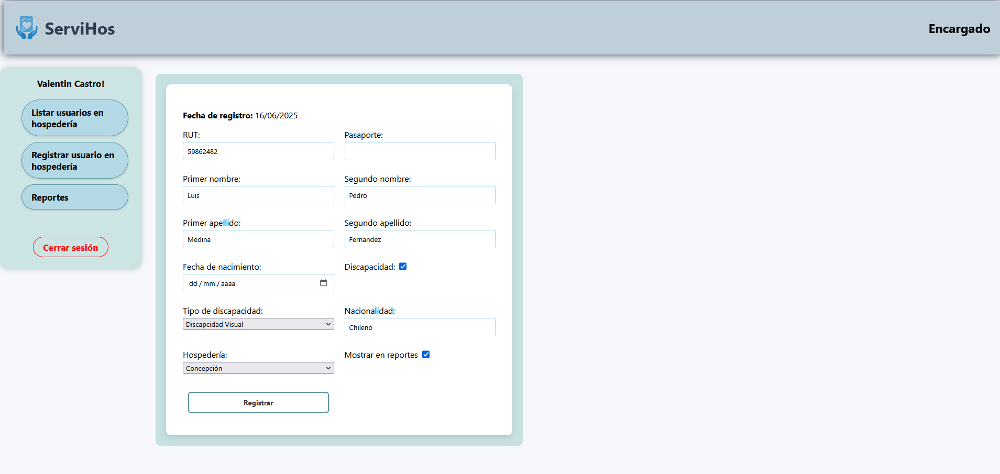 ServiHos
Encargado
Valentin Castro!
Listar usuarios en
hospedería
Registrar usuario en
hospedería
Reportes
Cerrar sesión
Fecha de registro: 16/06/2025
RUT: Pasaporte:
59862482
Primer nombre: Segundo nombre:
Luis Pedro
Primer apellido: Segundo apellido:
Medina Fernandez
Fecha de nacimiento: Discapacidad:
dd / mm / aaaa
Tipo de discapacidad: Nacionalidad:
Discapcidad Visual Chileno
Hospedería: Mostrar en reportes
Concepción
Registrar